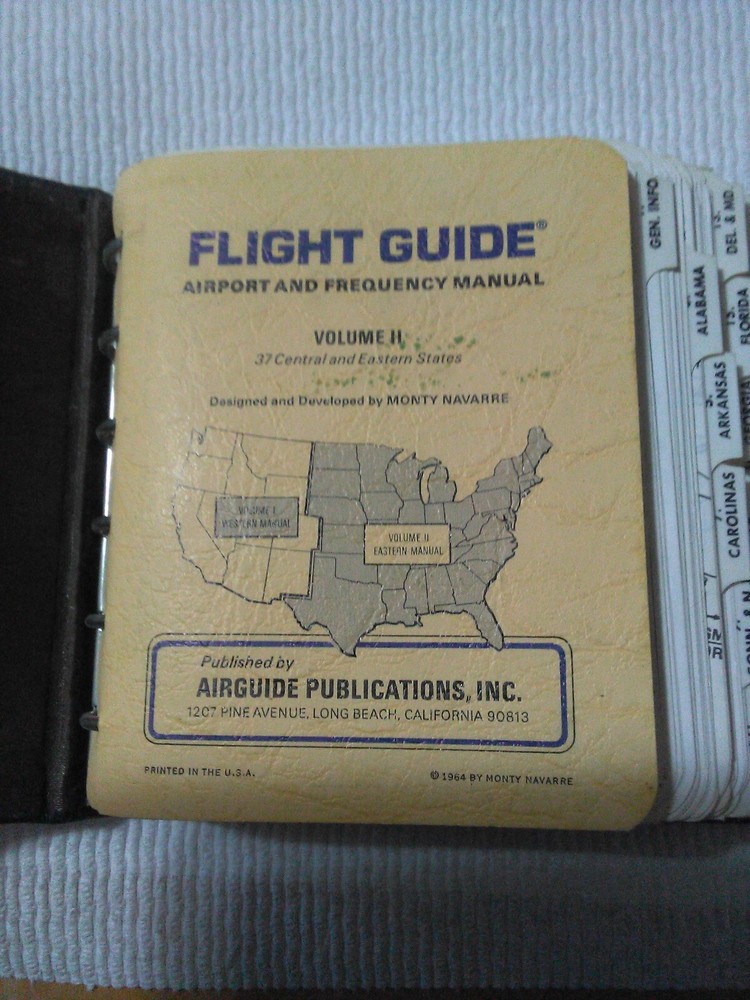 FLIGHT GUIDE®
AIRPORT AND FREQUENCY MANUAL
VOLUME II
37 Central and Eastern States
Designed and Developed by MONTY NAVARRE
VOLUME I
WESTERN MANUAL
VOLUME II
EASTERN MANUAL
Published by
AIRGUIDE PUBLICATIONS, INC.
1207 PINE AVENUE, LONG BEACH, CALIFORNIA 90813
PRINTED IN THE U.S.A.
© 1964 BY MONTY NAVARRE
GEN. INFO
ALABAMA
ARKANSAS
CAROLINAS
DEL. & MD.
FLORIDA